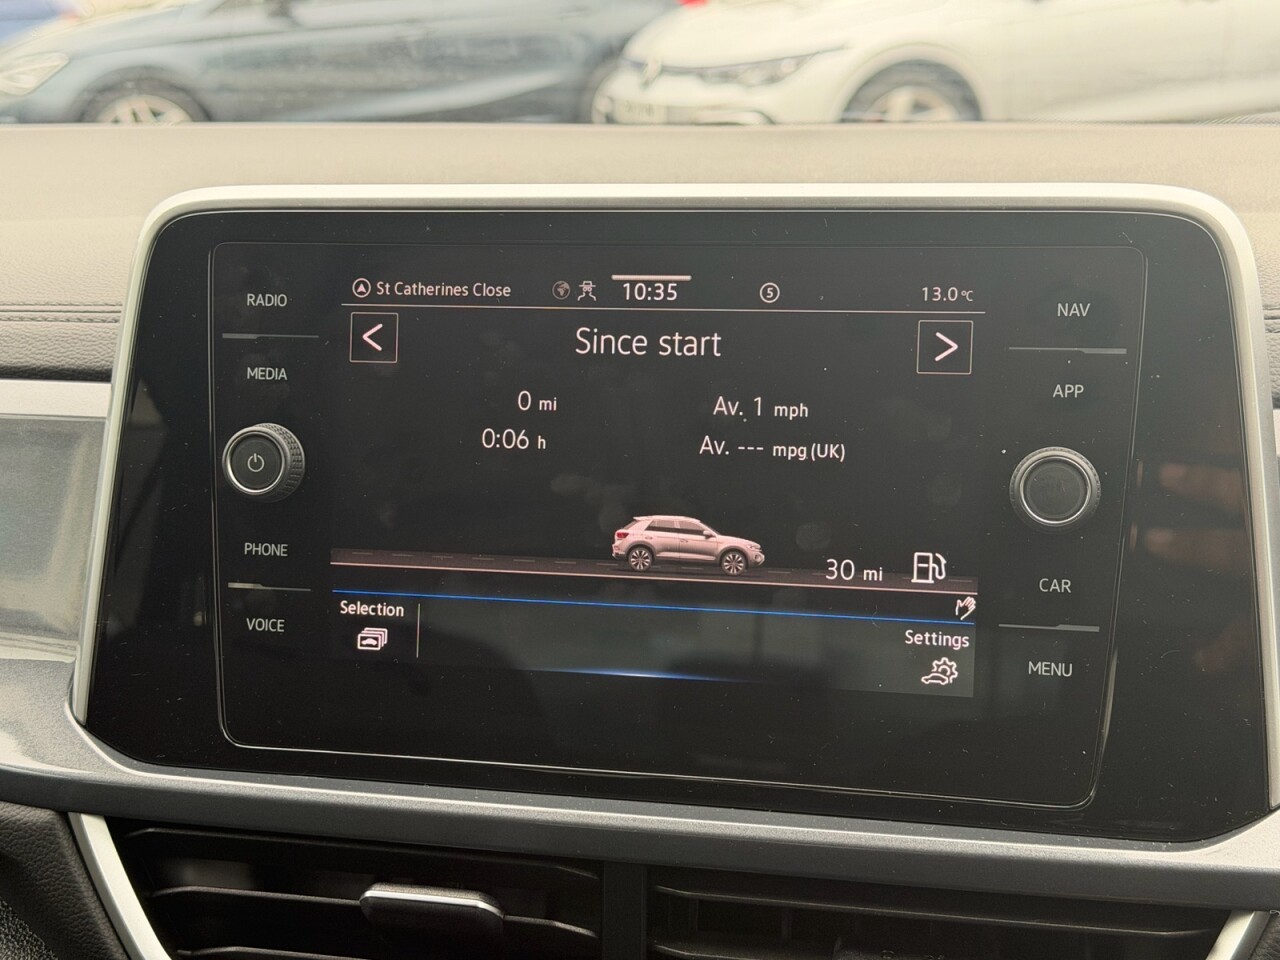 St Catherines Close 10:35 5 13.0°C
RADIO
NAV
Since start
MEDIA
APP
0 mi
Av. 1 mph
0:06 h
Av. --- mpg (UK)
PHONE
30 mi
CAR
VOICE
Selection
Settings
MENU